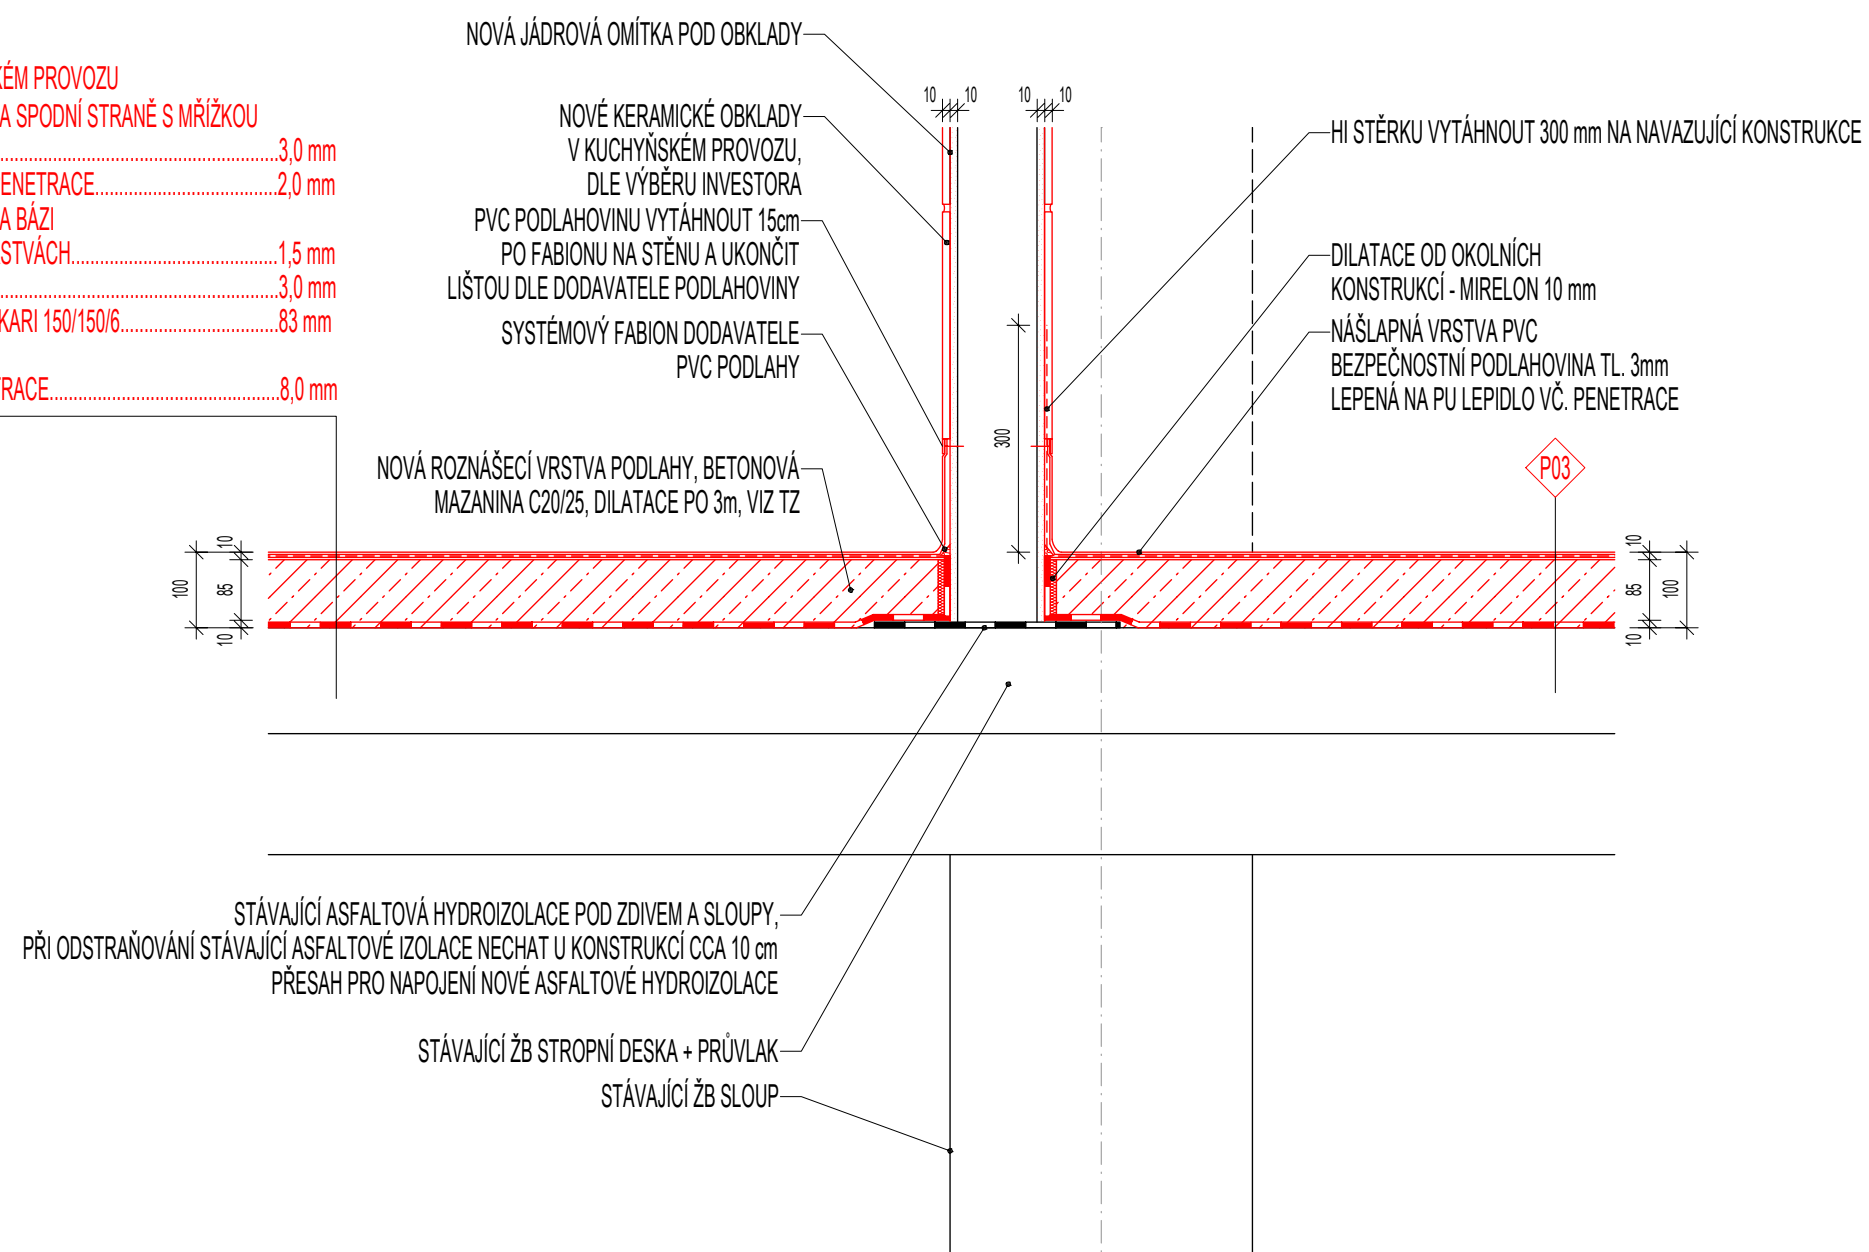 KÉM PROVOZU
A SPODNÍ STRANĚ S MŘÍŽKOU
3,0 mm
ENETRACE 2,0 mm
A BÁZI
STVÁCH 1,5 mm
3,0 mm
KARI 150/150/6 83 mm
TRACE 8,0 mm
NOVÁ JÁDROVÁ OMÍTKA POD OBKLADY
NOVÉ KERAMICKÉ OBKLADY
V KUCHYŇSKÉM PROVOZU,
DLE VÝBĚRU INVESTORA
PVC PODLAHOVINU VYTÁHNOUT 15cm
PO FABIONU NA STĚNU A UKONČIT
LIŠTOU DLE DODAVATELE PODLAHOVINY
SYSTÉMOVÝ FABION DODAVATELE
PVC PODLAHY
NOVÁ ROZNÁŠECÍ VRSTVA PODLAHY, BETONOVÁ
MAZANINA C20/25, DILATACE PO 3m, VIZ TZ
10 10 10 10
300
HI STĚRKU VYTÁHNOUT 300 mm NA NAVAZUJÍCÍ KONSTRUKCE
DILATACE OD OKOLNÍCH
KONSTRUKCÍ - MIRELON 10 mm
NÁŠLAPNÁ VRSTVA PVC
BEZPEČNOSTNÍ PODLAHOVINA TL. 3mm
LEPENÁ NA PU LEPIDLO VČ. PENETRACE
P03
100
10
85
10
10
85
10
100
STÁVAJÍCÍ ASFALTOVÁ HYDROIZOLACE POD ZDIVEM A SLOUPY,
PŘI ODSTRAŇOVÁNÍ STÁVAJÍCÍ ASFALTOVÉ IZOLACE NECHAT U KONSTRUKCÍ CCA 10 cm
PŘESAH PRO NAPOJENÍ NOVÉ ASFALTOVÉ HYDROIZOLACE
STÁVAJÍCÍ ŽB STROPNÍ DESKA + PRŮVLAK
STÁVAJÍCÍ ŽB SLOUP